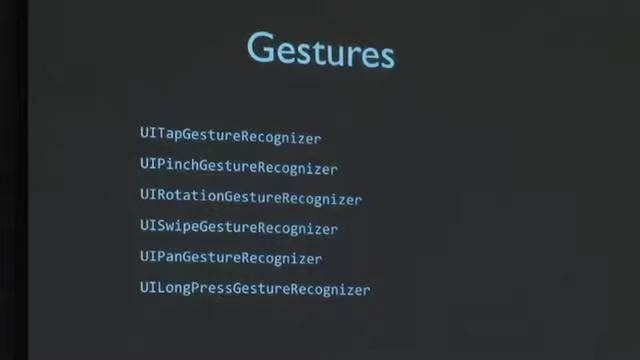 Gestures
UITapGestureRecognizer
UIPinchGestureRecognizer
UIRotationGestureRecognizer
UISwipeGestureRecognizer
UIPanGestureRecognizer
UILongPressGestureRecognizer